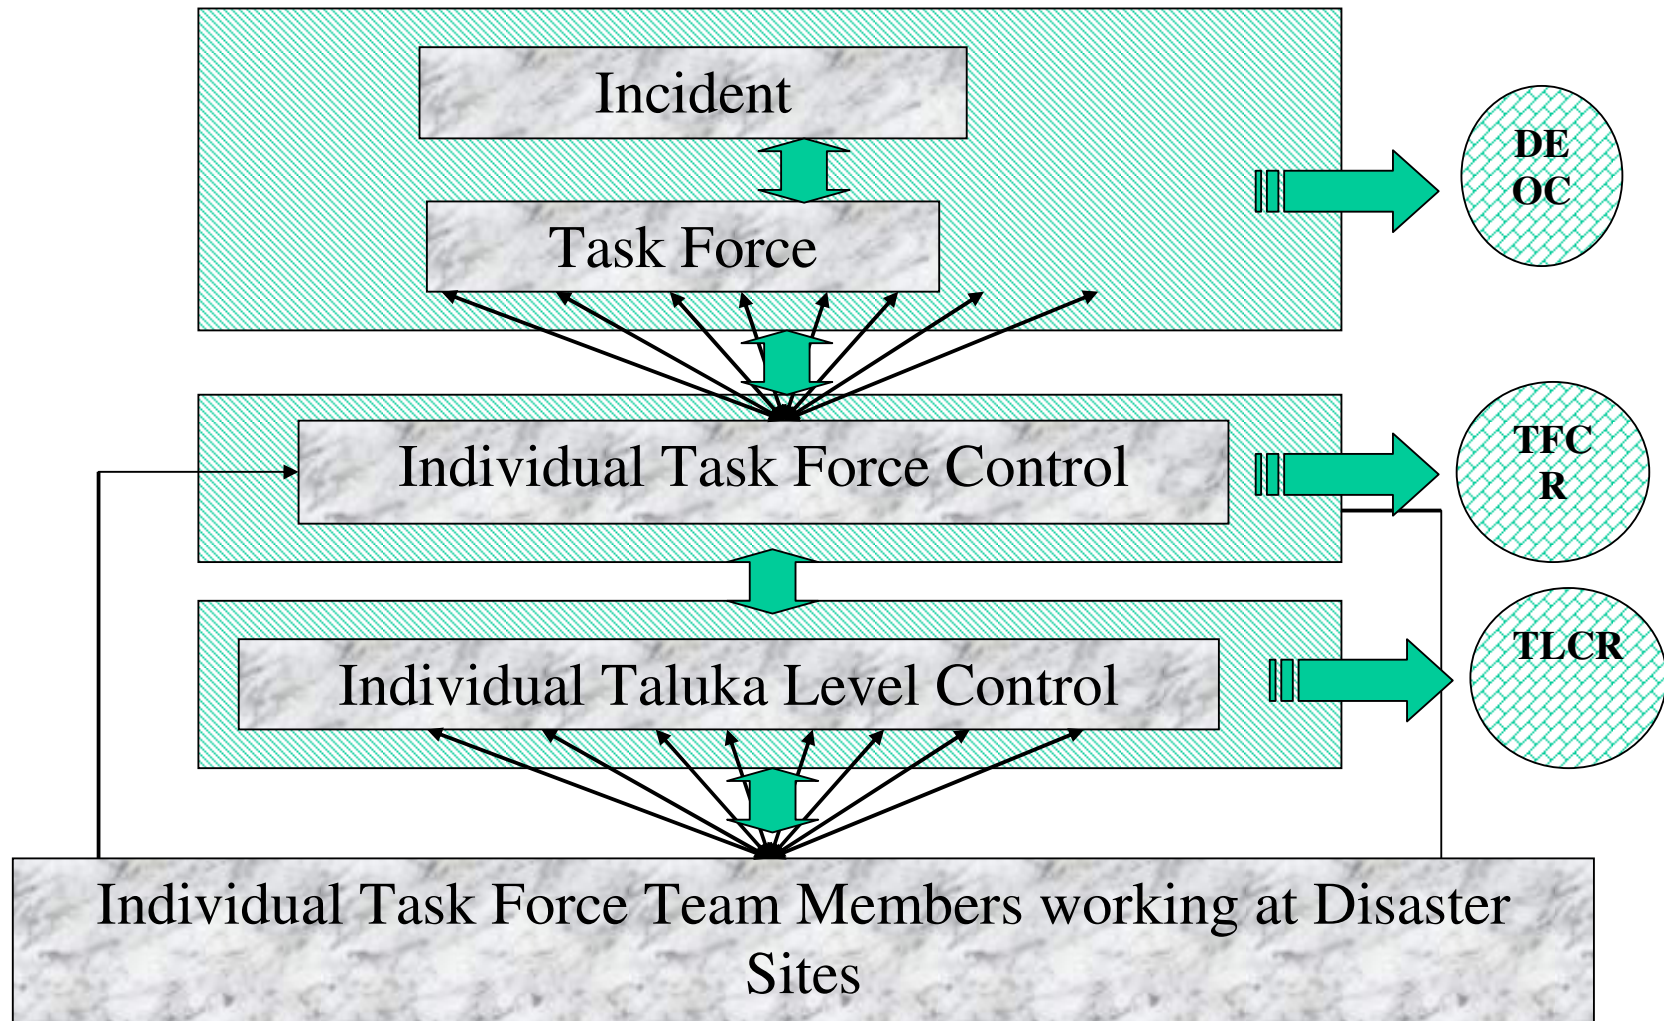 Incident
DE
OC
Task Force
Individual Task Force Control
TFC
R
Individual Taluka Level Control
TLCR
Individual Task Force Team Members working at Disaster
Sites